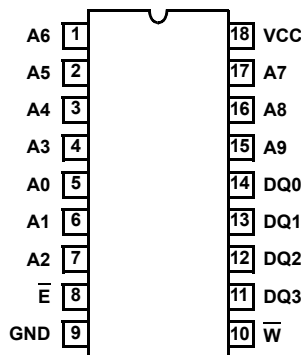 A6 1 18 VCC
A5 2 17 A7
A4 3 16 A8
A3 4 15 A9
A0 5 14 DQ0
A1 6 13 DQ1
A2 7 12 DQ2
E̅ 8 11 DQ3
GND 9 10 W̅